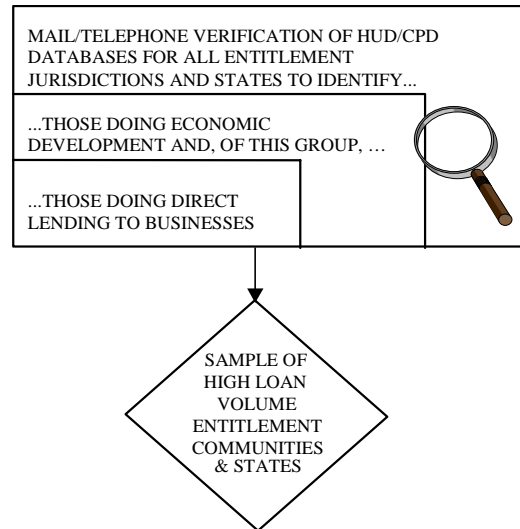 MAIL/TELEPHONE VERIFICATION OF HUD/CPD
DATABASES FOR ALL ENTITLEMENT
JURISDICTIONS AND STATES TO IDENTIFY...
...THOSE DOING ECONOMIC
DEVELOPMENT AND, OF THIS GROUP, …
...THOSE DOING DIRECT
LENDING TO BUSINESSES
SAMPLE OF
HIGH LOAN
VOLUME
ENTITLEMENT
COMMUNITIES
& STATES